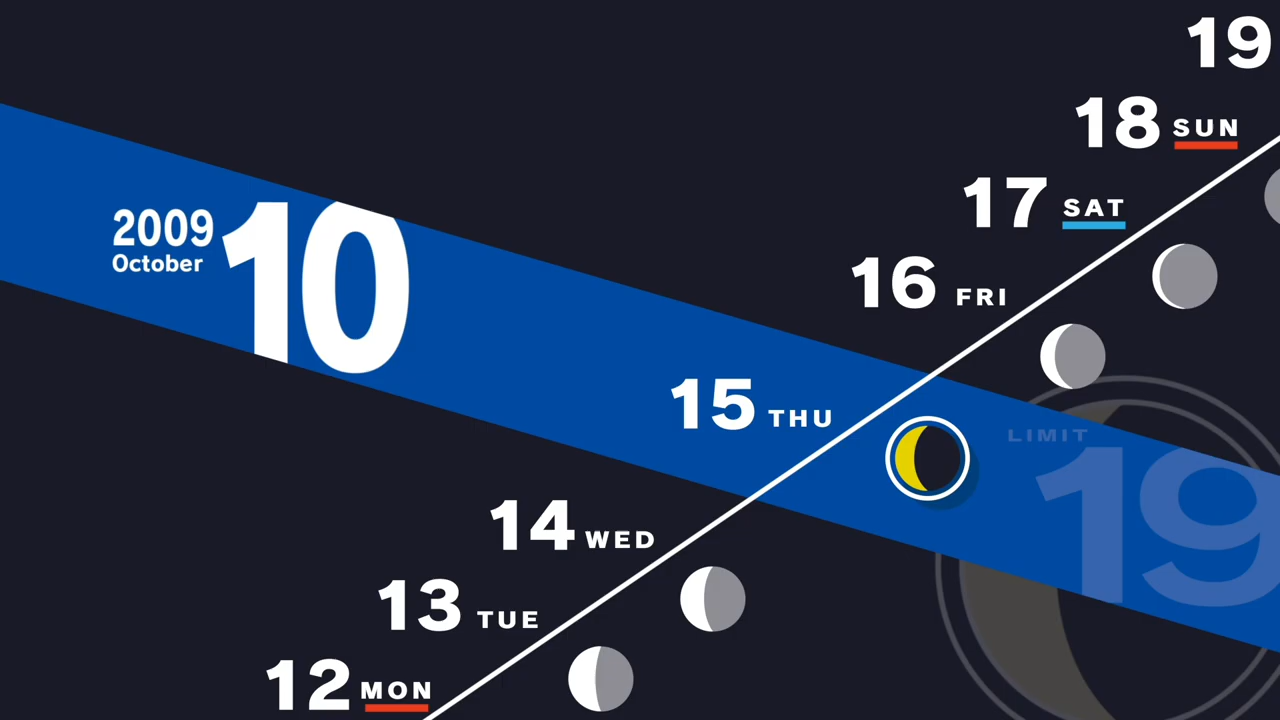 19
18 SUN
17 SAT
16 FRI
2009
October
10
15 THU
LIMIT
19
14 WED
13 TUE
12 MON